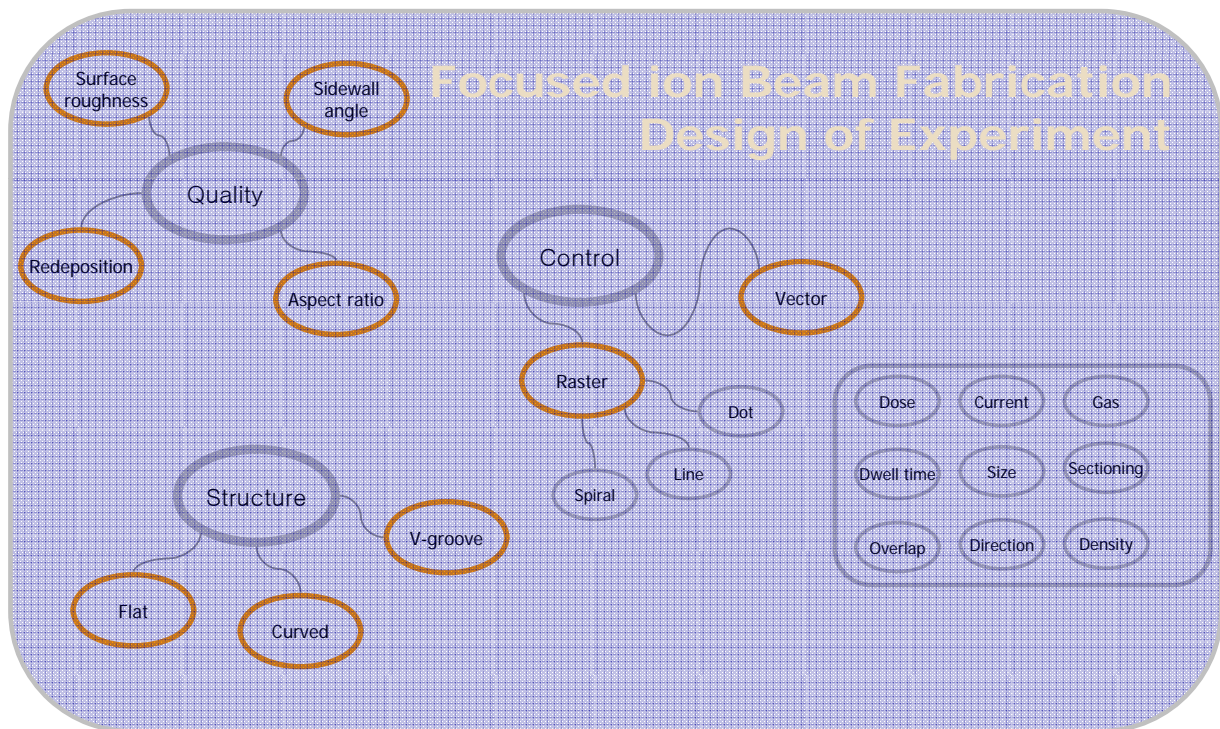 Focused ion Beam Fabrication
Design of Experiment
Surface
roughness
Sidewall
angle
Quality
Redeposition
Aspect ratio
Control
Vector
Raster
Dot
Line
Spiral
Structure
V-groove
Flat
Curved
Dose
Current
Gas
Dwell time
Size
Sectioning
Overlap
Direction
Density